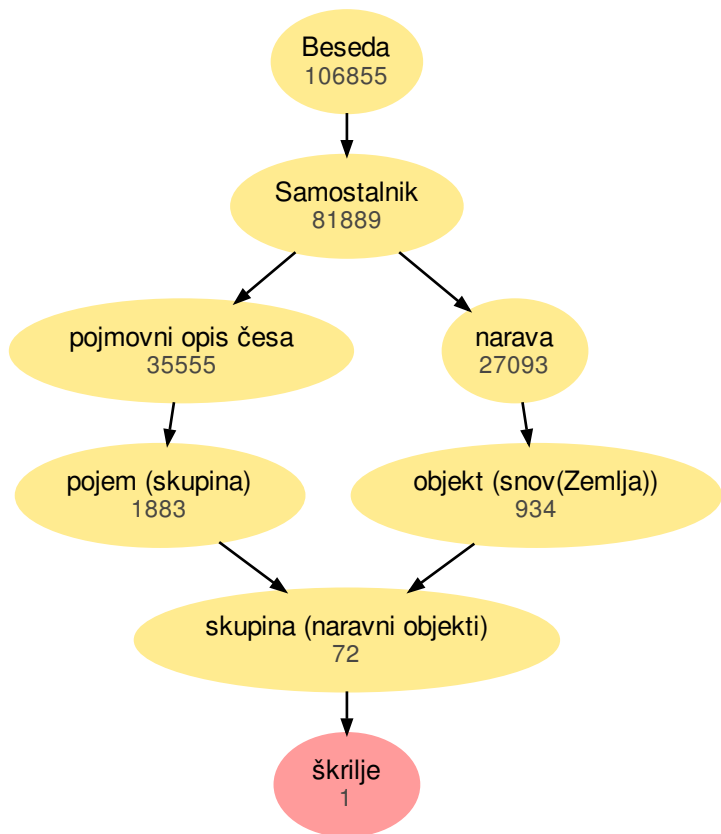 Beseda
106855
Samostalnik
81889
pojmovni opis česa
35555
narava
27093
pojem (skupina)
1883
objekt (snov(Zemlja))
934
skupina (naravni objekti)
72
škrilje
1